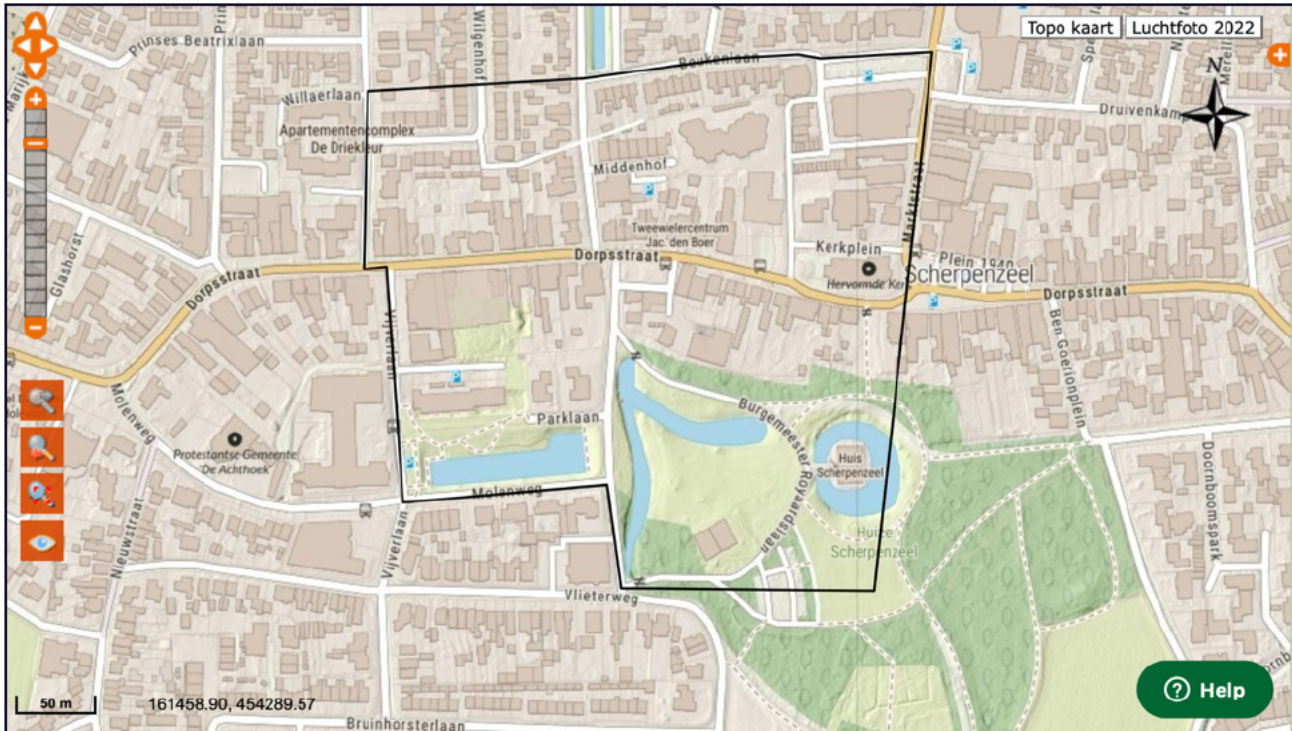 Topo kaart
Luchtfoto 2022
Prinses Beatrixlaan
Wilgenhof
Beukenlaan
N
Willaerlaan
Druivenkamp
Apartementencomplex
De Driekleur
Middenhof
Marktstraat
Glashorst
Tweewielercentrum
Jac. den Boer
Kerkplein
Plein 1940
Dorpsstraat
Dorpsstraat
Hervormde Ker
Scherpenzeel
Dorpsstraat
Vijverlaan
Ben Goerionplein
Molenweg
Parklaan
Burgemeester Royaardslaan
Protestantse Gemeente
'De Achthoek'
Huis
Scherpenzeel
Molenweg
Doornboomspark
Nieuwstraat
Vijverlaan
Huize
Scherpenzeel
Vlieterweg
50 m
161458.90, 454289.57
Bruinhorsterlaan
? Help